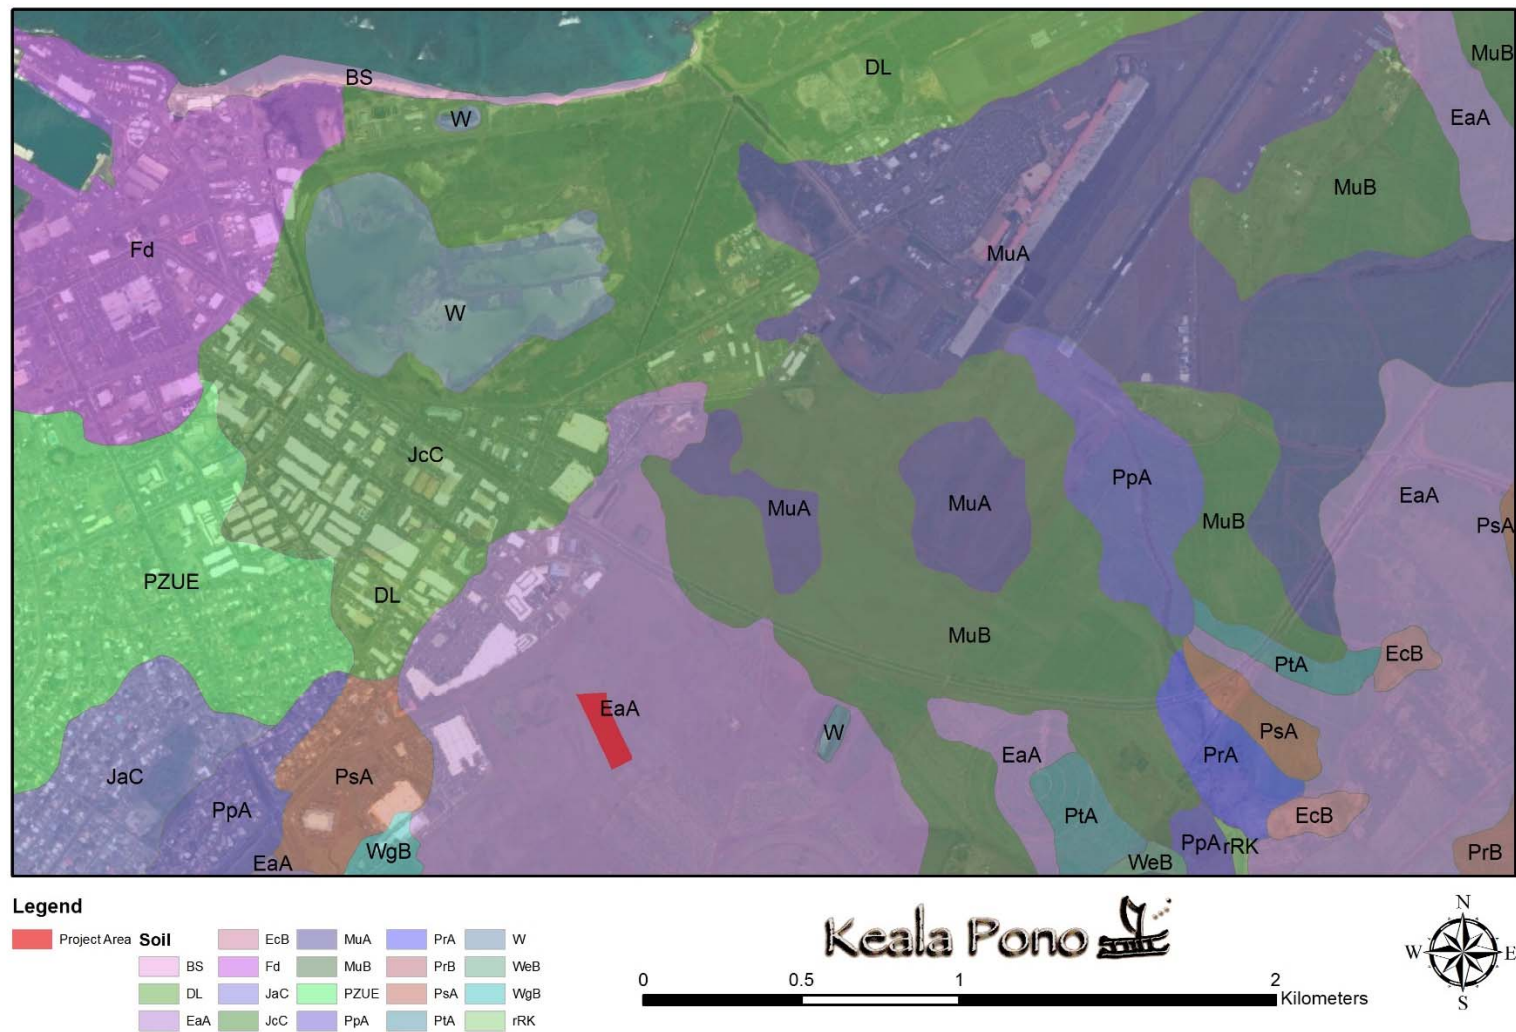 BS
DL
MuB
W
EaA
MuB
Fd
MuA
W
JcC
PpA
EaA
MuA
MuA
MuB
PsA
PZUE
DL
MuB
EcB
PtA
EaA
W
PsA
EaA
PrA
JaC
PsA
PpA
PtA
EcB
PpA
rRK
WgB
WeB
PrB
EaA
Legend
Project Area
Soil
BS
DL
EaA
EcB
Fd
JaC
JcC
MuA
MuB
PZUE
PpA
PrA
PrB
PsA
PtA
W
WeB
WgB
rRK
Keala Pono
0 0.5 1 2
Kilometers
N
W E
S